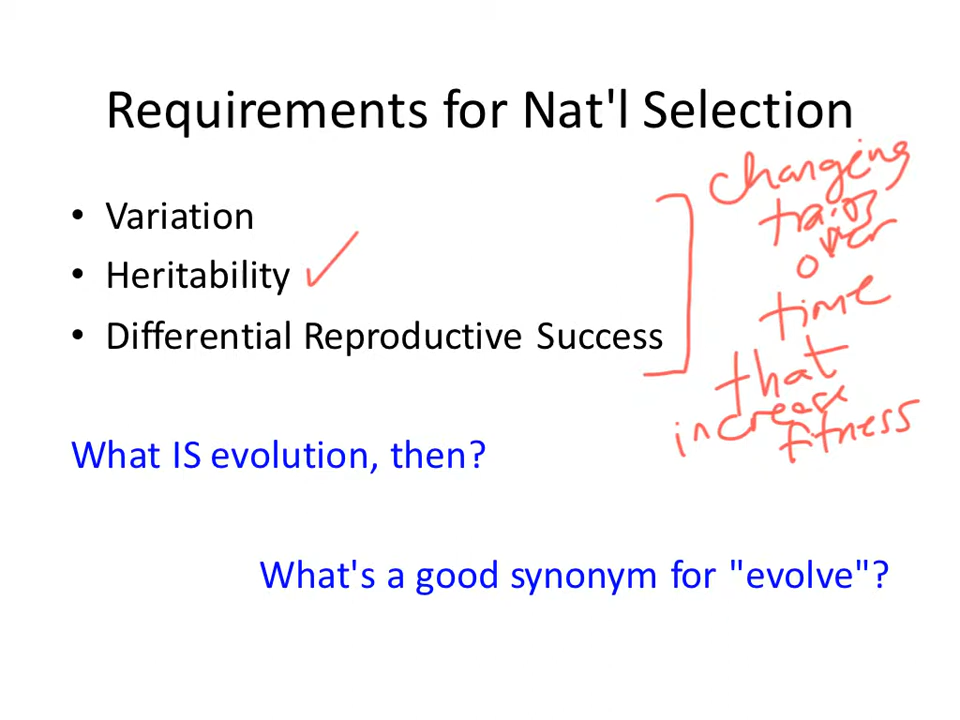 Requirements for Nat'l Selection
• Variation
• Heritability
• Differential Reproductive Success
changing
traits
over
time
that
increase
fitness
What IS evolution, then?
What's a good synonym for "evolve"?